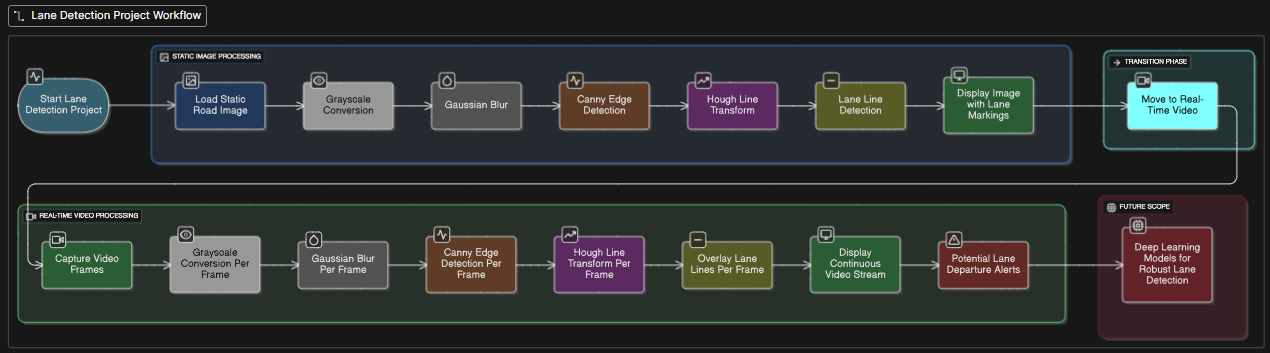 Lane Detection Project Workflow
STATIC IMAGE PROCESSING
TRANSITION PHASE
Start Lane
Detection Project
Load Static
Road Image
Grayscale
Conversion
Gaussian Blur
Canny Edge
Detection
Hough Line
Transform
Lane Line
Detection
Display Image
with Lane
Markings
Move to Real-
Time Video
REAL-TIME VIDEO PROCESSING
FUTURE SCOPE
Capture Video
Frames
Grayscale
Conversion Per
Frame
Gaussian Blur
Per Frame
Canny Edge
Detection Per
Frame
Hough Line
Transform Per
Frame
Overlay Lane
Lines Per Frame
Display
Continuous
Video Stream
Potential Lane
Departure Alerts
Deep Learning
Models for
Robust Lane
Detection